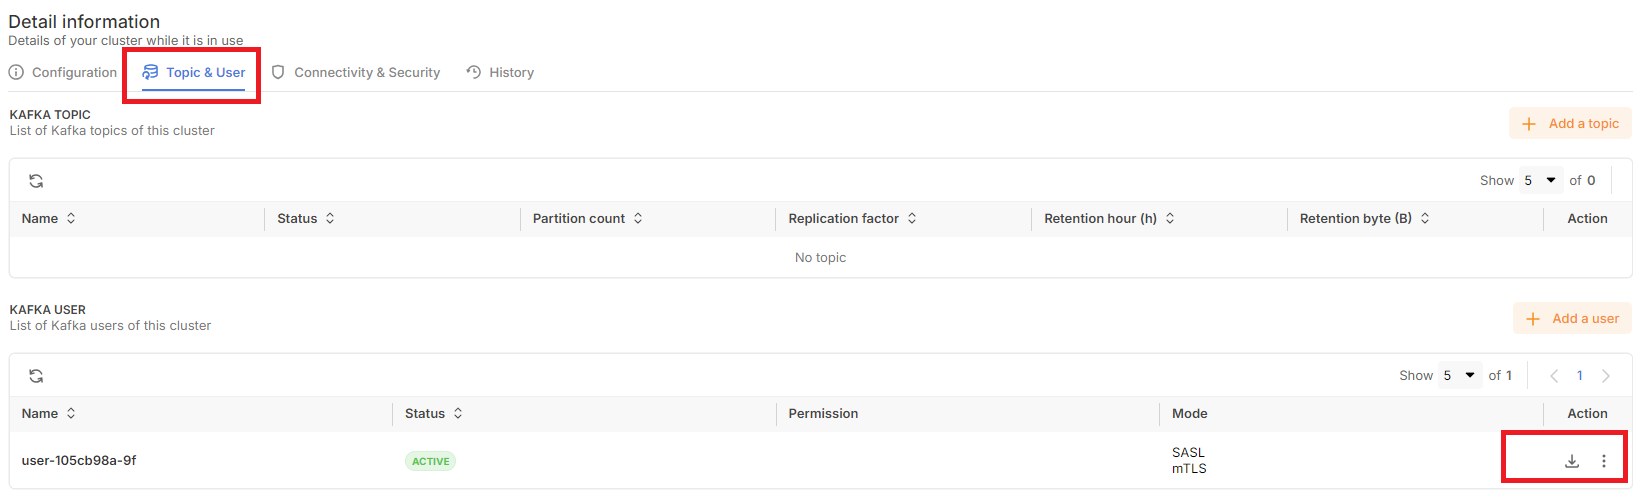 Detail information
Details of your cluster while it is in use
Configuration Topic & User Connectivity & Security History
KAFKA TOPIC
List of Kafka topics of this cluster
Add a topic
Show 5 of 0
Name Status Partition count Replication factor Retention hour (h) Retention byte (B) Action
No topic
KAFKA USER
List of Kafka users of this cluster
Add a user
Show 5 of 1 1
Name Status Permission Mode Action
user-105cb98a-9f ACTIVE SASL
mTLS